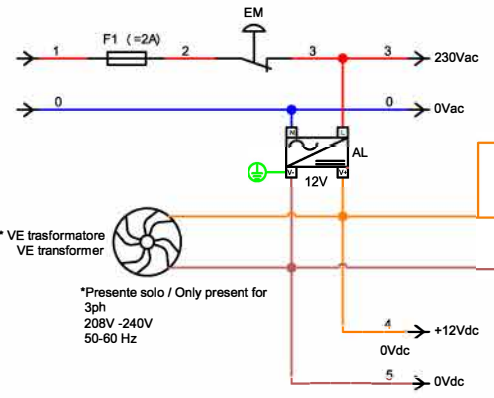 EM
F1 (=2A)
1 2 3 3 230Vac
0 0 0Vac
N L
AL
V- V+
12V
* VE trasformatore
VE transformer
*Presente solo / Only present for
3ph
208V -240V
50-60 Hz
4 +12Vdc
0Vdc
5 0Vdc